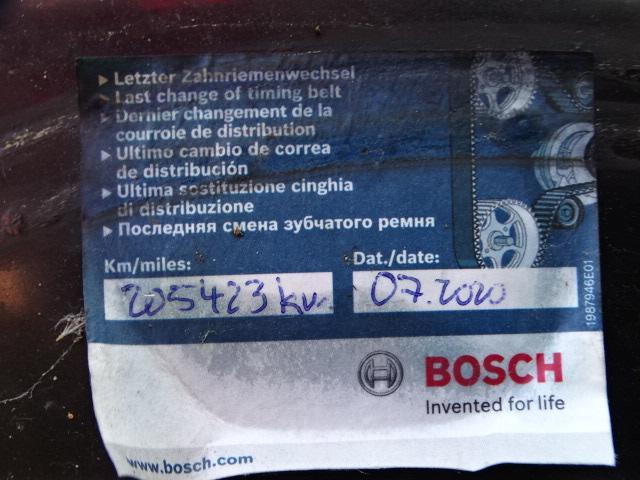 ▸ Letzter Zahnriemenwechsel
▸ Last change of timing belt
▸ Dernier changement de la
courroie de distribution
▸ Ultimo cambio de correa
de distribución
▸ Ultima sostituzione cinghia
di distribuzione
▸ Последняя смена зубчатого ремня
Km/miles: Dat./date:
205423 km 07.2020
1987946E01
BOSCH
Invented for life
www.bosch.com